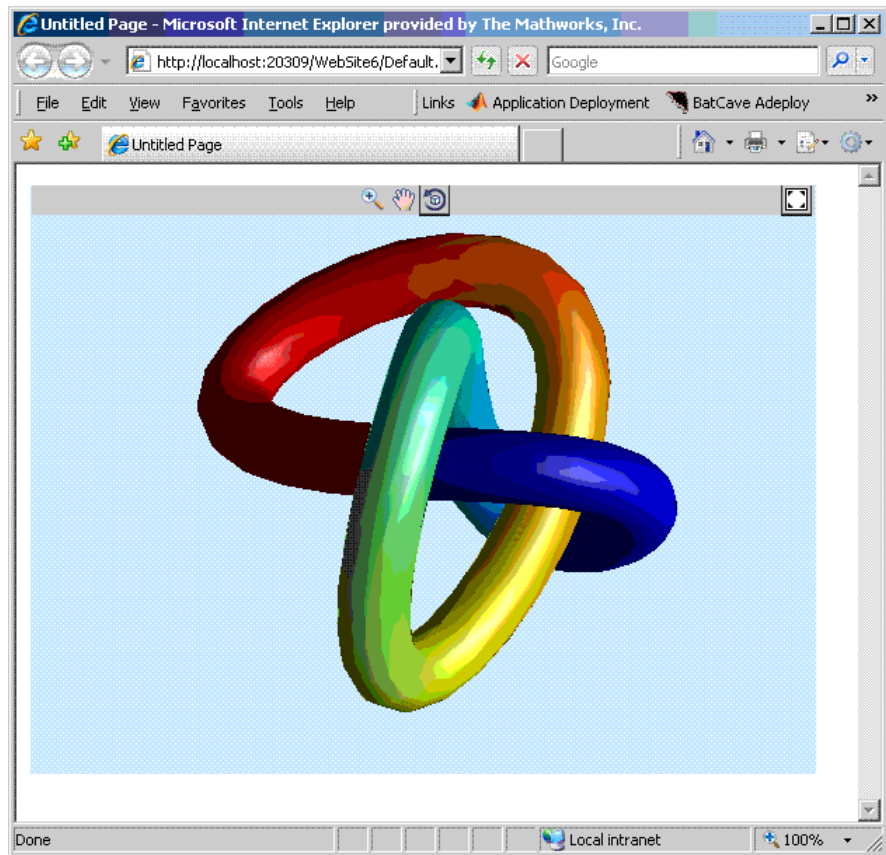 Untitled Page - Microsoft Internet Explorer provided by The Mathworks, Inc.
http://localhost:20309/WebSite6/Default.
Google
File Edit View Favorites Tools Help Links Application Deployment BatCave Adeploy »
Untitled Page
Done Local intranet 100%